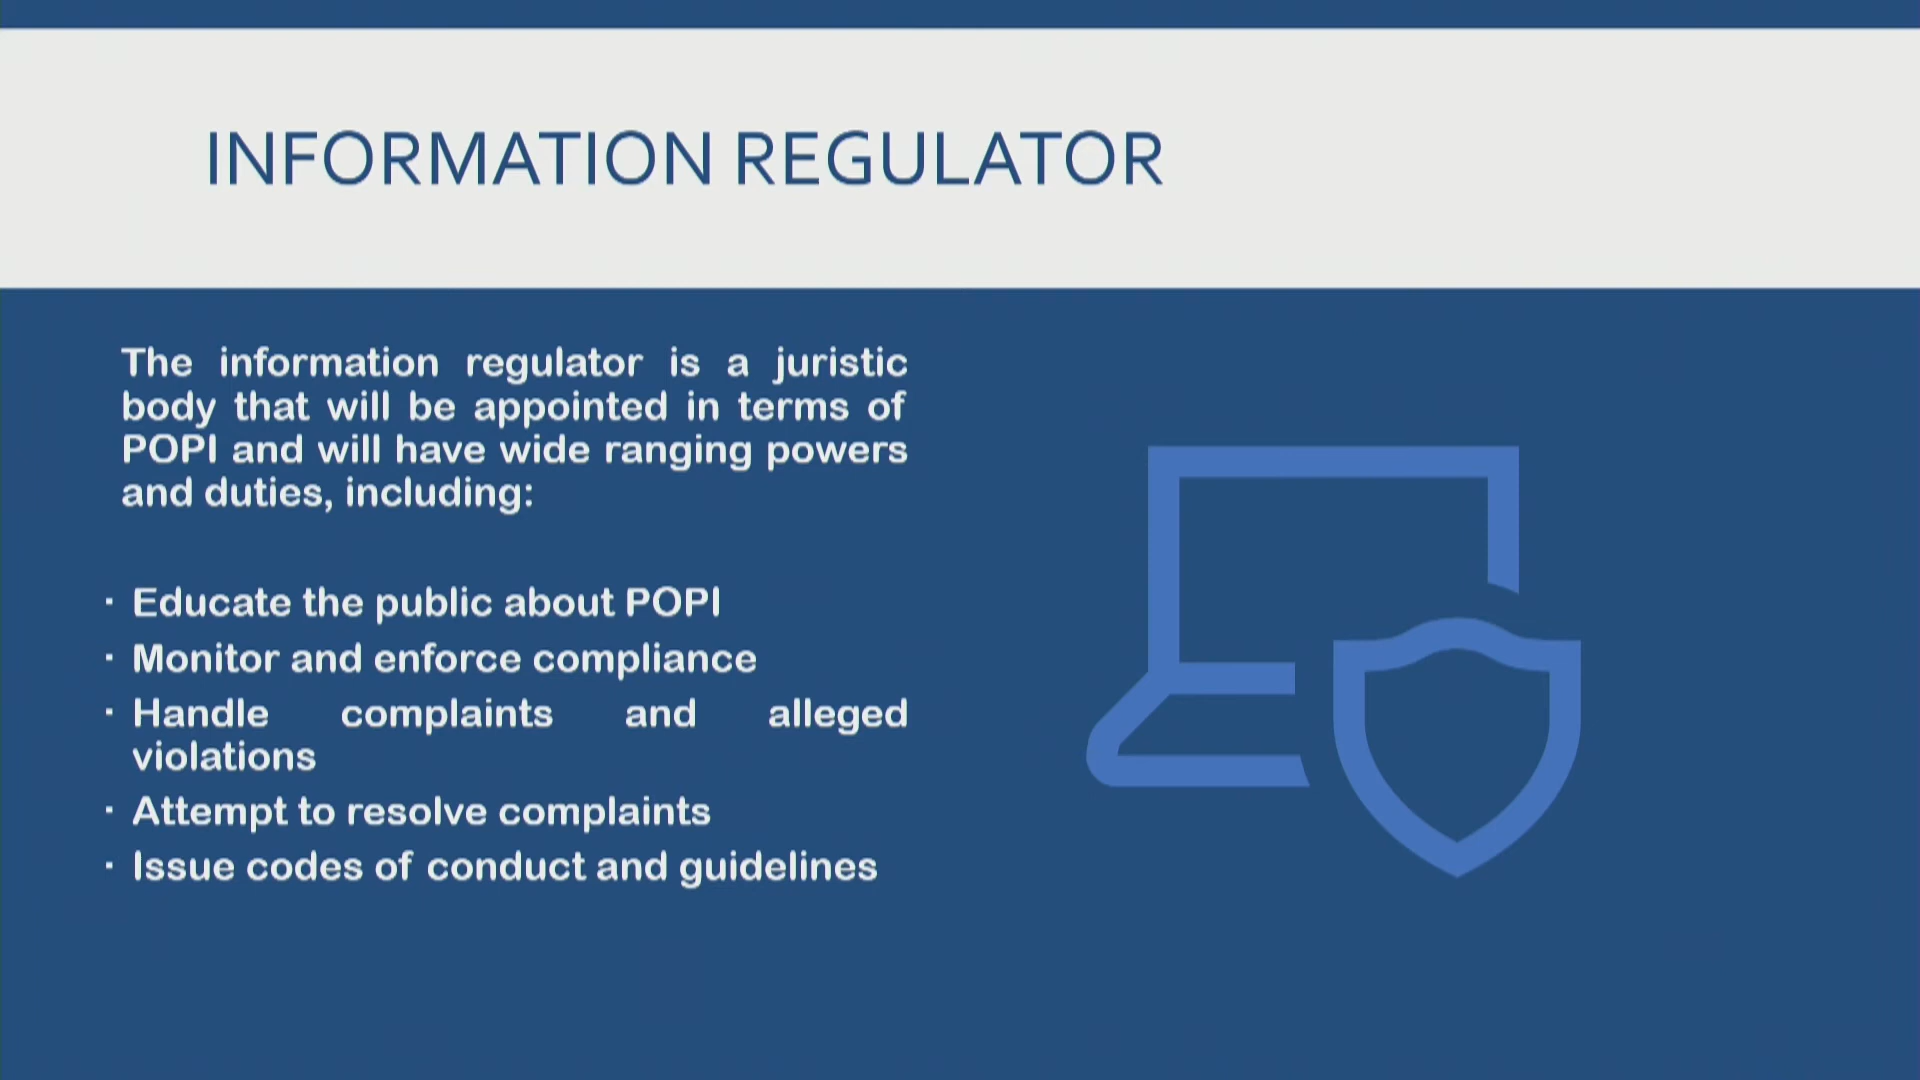 INFORMATION REGULATOR
The information regulator is a juristic
body that will be appointed in terms of
POPI and will have wide ranging powers
and duties, including:
· Educate the public about POPI
· Monitor and enforce compliance
· Handle complaints and alleged
violations
· Attempt to resolve complaints
· Issue codes of conduct and guidelines